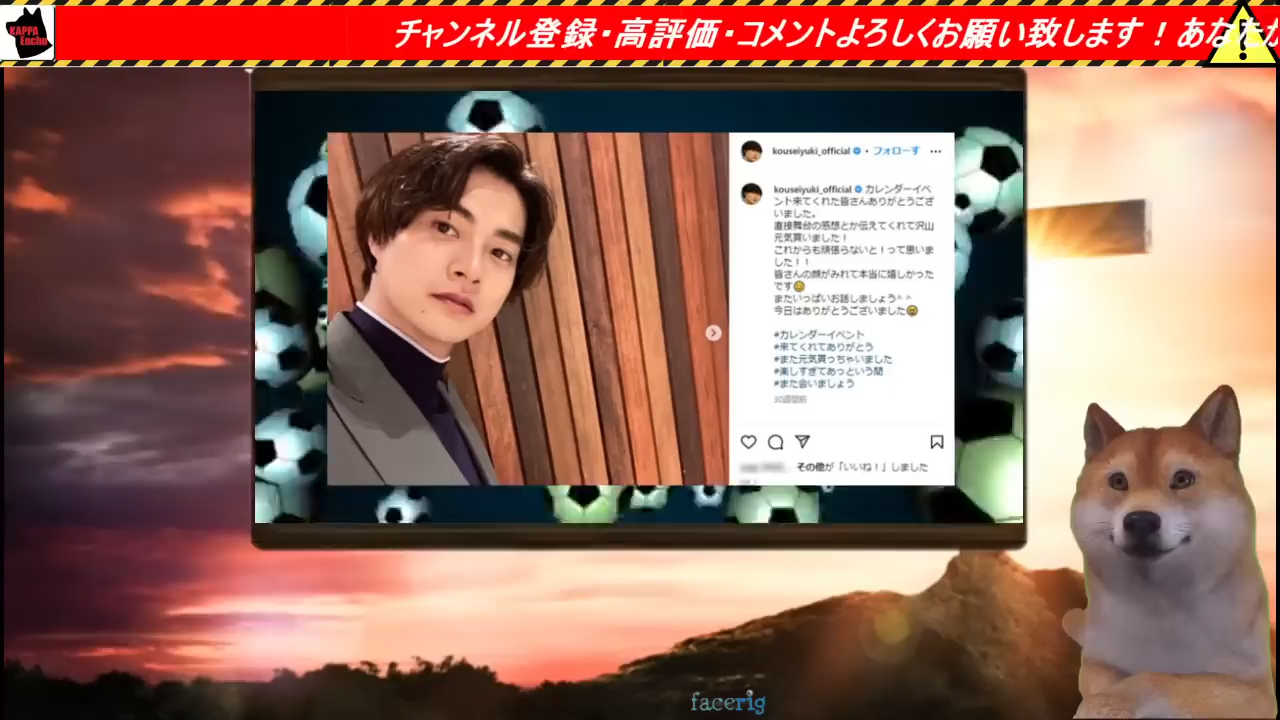 KAPPA
Encho
チャンネル登録・高評価・コメントよろしくお願い致します！あなたが
kouseiyuki_official • フォローす
kouseiyuki_official カレンダーイベ
ント来てくれた皆さんありがとうござ
いました。
直接舞台の感想とか伝えてくれて沢山
元気貰いました！
これからも頑張らないと！って思いま
した！！
皆さんの顔がみれて本当に嬉しかった
です
またいっぱいお話しましょう^ ^
今日はありがとうございました
#カレンダーイベント
#来てくれてありがとう
#また元気貰っちゃいました
#楽しすぎてあっという間
#また会いましょう
30週間前
その他が「いいね！」しました
facerig